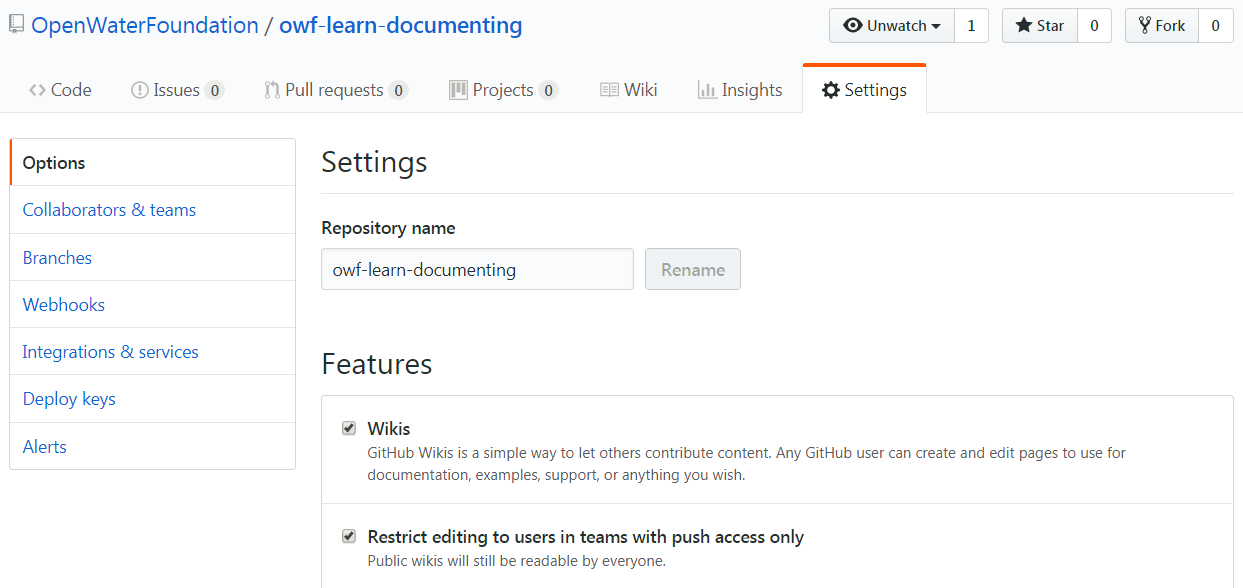 OpenWaterFoundation / owf-learn-documenting
Unwatch 1 Star 0 Fork 0
Code Issues 0 Pull requests 0 Projects 0 Wiki Insights Settings
Options
Collaborators & teams
Branches
Webhooks
Integrations & services
Deploy keys
Alerts
Settings
Repository name
owf-learn-documenting Rename
Features
Wikis
GitHub Wikis is a simple way to let others contribute content. Any GitHub user can create and edit pages to use for
documentation, examples, support, or anything you wish.
Restrict editing to users in teams with push access only
Public wikis will still be readable by everyone.